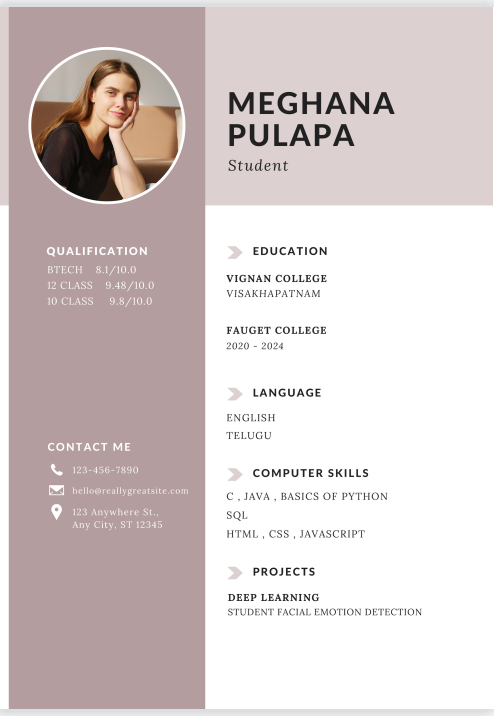 MEGHANA
PULAPA
Student
QUALIFICATION
BTECH 8.1/10.0
12 CLASS 9.48/10.0
10 CLASS 9.8/10.0
CONTACT ME
123-456-7890
hello@reallygreatsite.com
123 Anywhere St.,
Any City, ST 12345
EDUCATION
VIGNAN COLLEGE
VISAKHAPATNAM
FAUGET COLLEGE
2020 - 2024
LANGUAGE
ENGLISH
TELUGU
COMPUTER SKILLS
C , JAVA , BASICS OF PYTHON
SQL
HTML , CSS , JAVASCRIPT
PROJECTS
DEEP LEARNING
STUDENT FACIAL EMOTION DETECTION